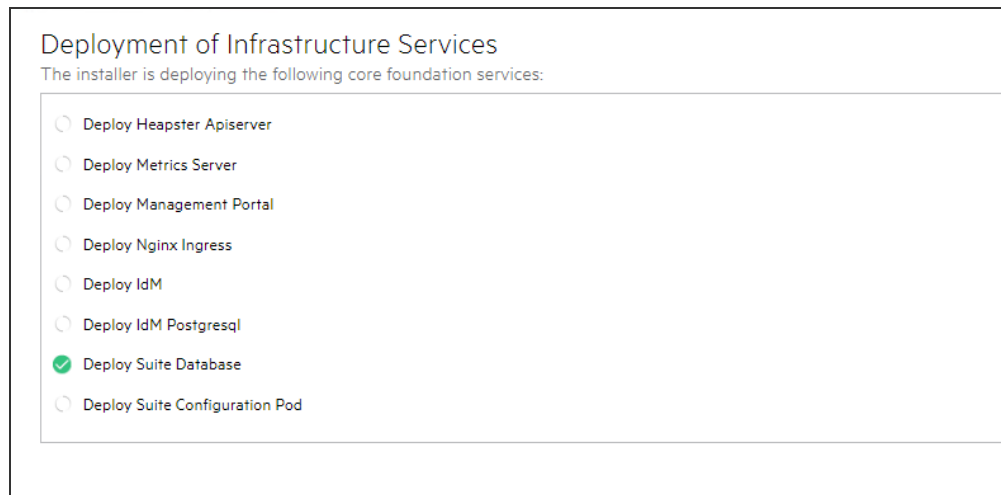 Deployment of Infrastructure Services
The installer is deploying the following core foundation services:
Deploy Heapster Apiserver
Deploy Metrics Server
Deploy Management Portal
Deploy Nginx Ingress
Deploy IdM
Deploy IdM Postgresql
Deploy Suite Database
Deploy Suite Configuration Pod